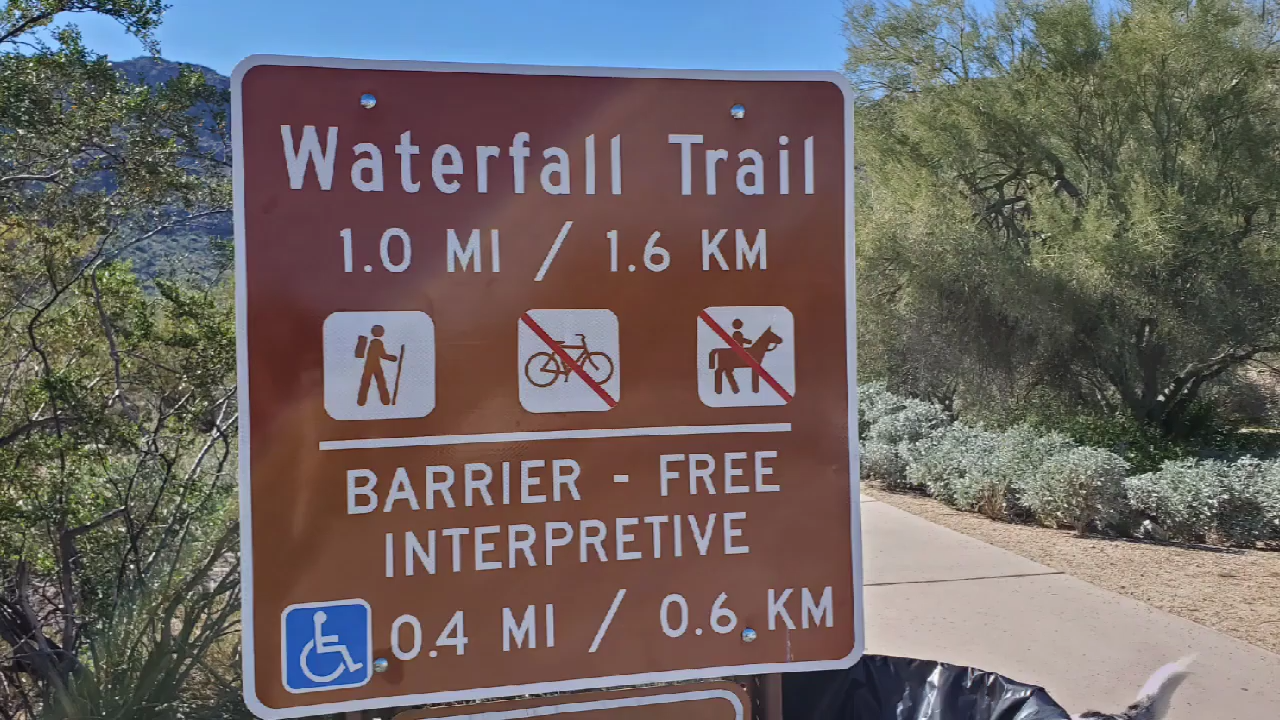 Waterfall Trail
1.0 MI / 1.6 KM
BARRIER - FREE
INTERPRETIVE
0.4 MI / 0.6 KM